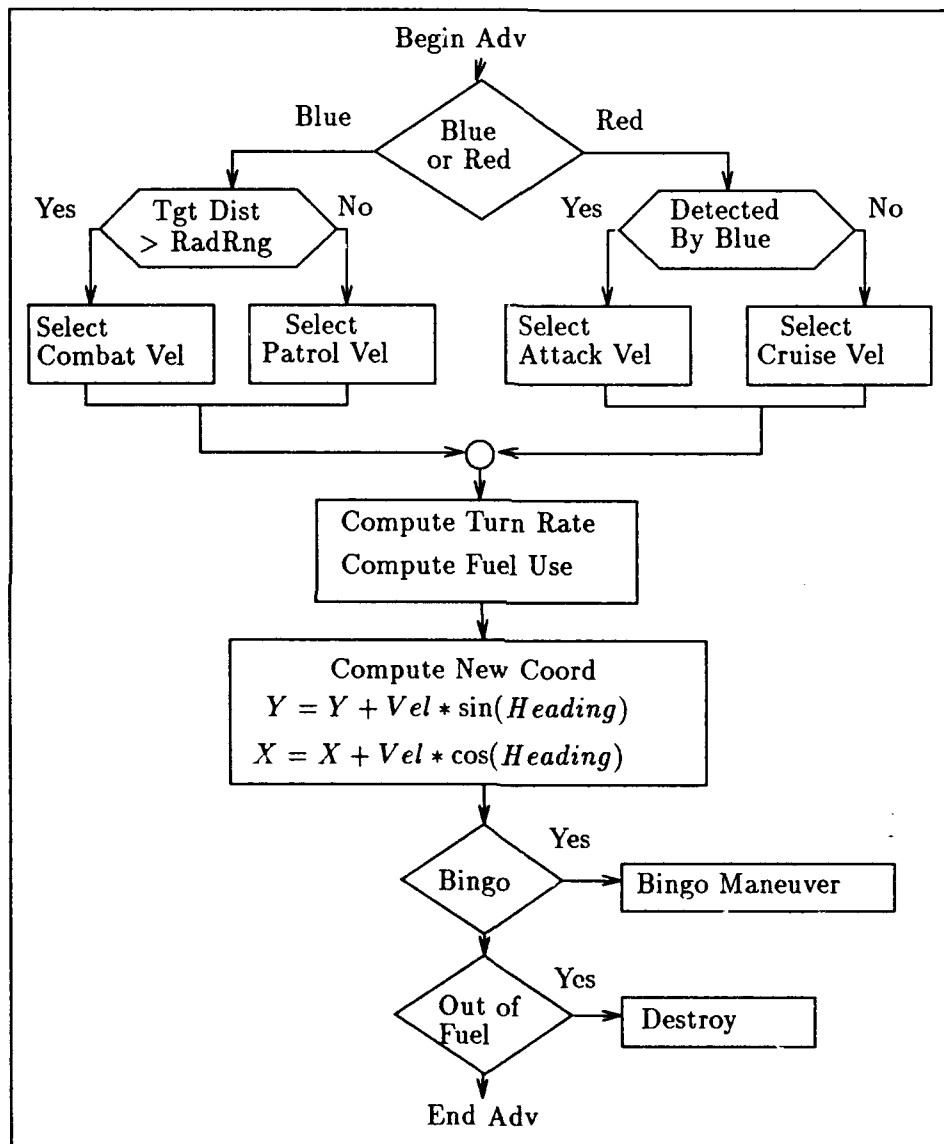 Begin Adv
Blue
Red
Blue
or Red
Yes
Tgt Dist
> RadRng
No
Yes
Detected
By Blue
No
Select
Combat Vel
Select
Patrol Vel
Select
Attack Vel
Select
Cruise Vel
Compute Turn Rate
Compute Fuel Use
Compute New Coord
Y = Y + Vel * sin(Heading)
X = X + Vel * cos(Heading)
Yes
Bingo
Bingo Maneuver
Yes
Out of
Fuel
Destroy
End Adv